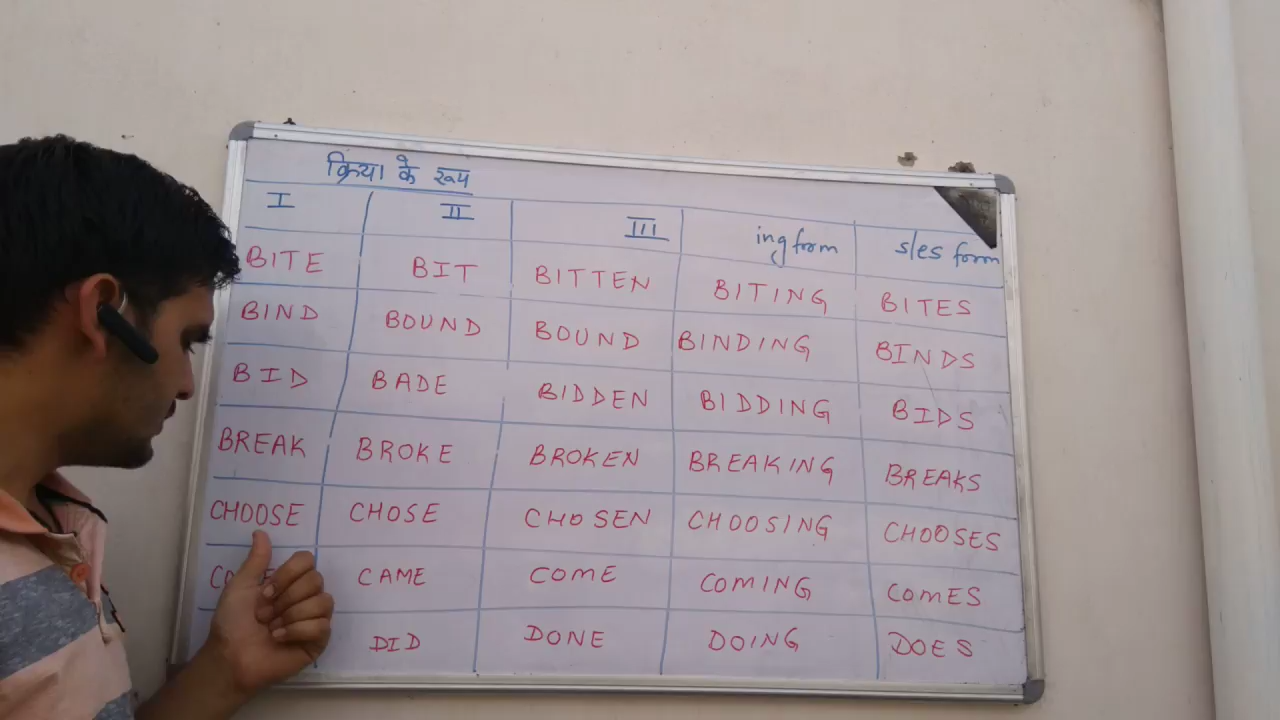 क्रिया के रूप
I II III ing form s/es form
BITE BIT BITTEN BITING BITES
BIND BOUND BOUND BINDING BINDS
BID BADE BIDDEN BIDDING BIDS
BREAK BROKE BROKEN BREAKING BREAKS
CHOOSE CHOSE CHOSEN CHOOSING CHOOSES
CAME COME COMING COMES
DID DONE DOING DOES